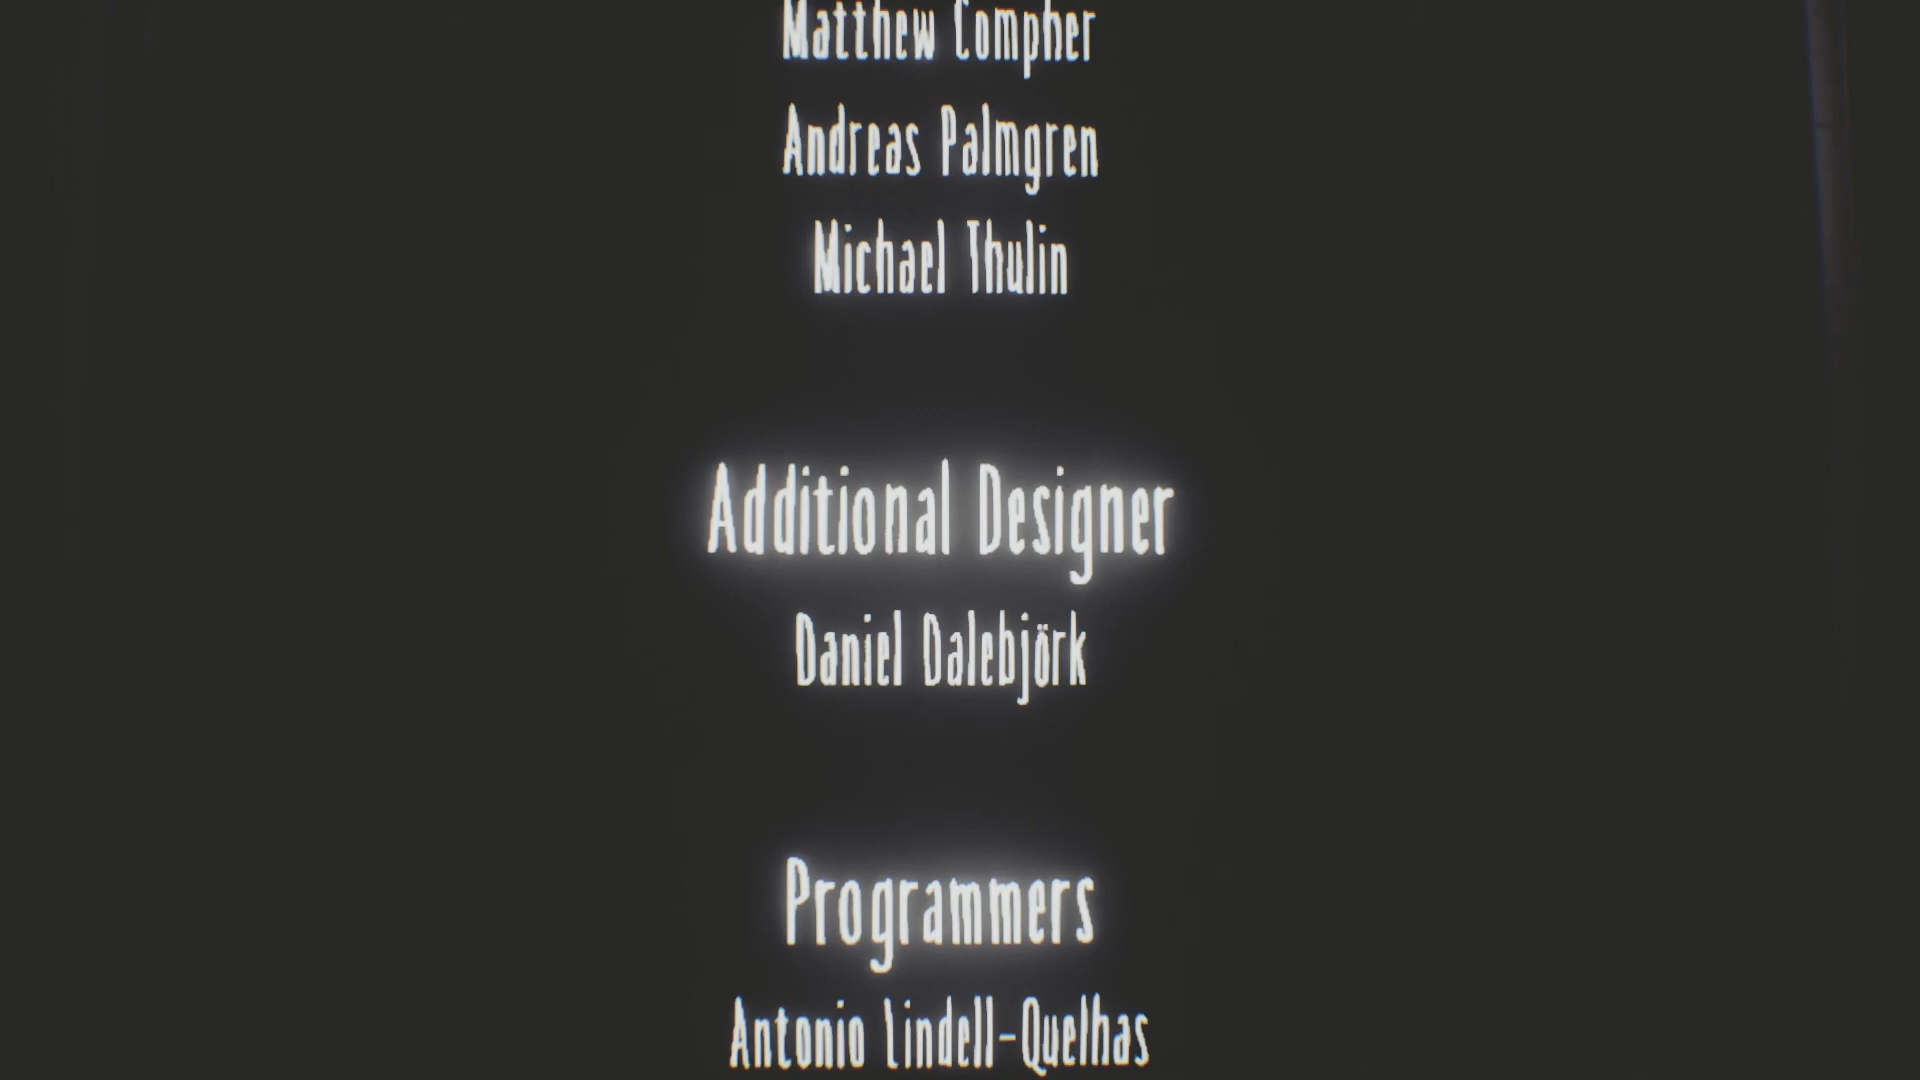 Matthew Compher
Andreas Palmgren
Michael Thulin
Additional Designer
Daniel Dalebjörk
Programmers
Antonio Lindell-Quelhas